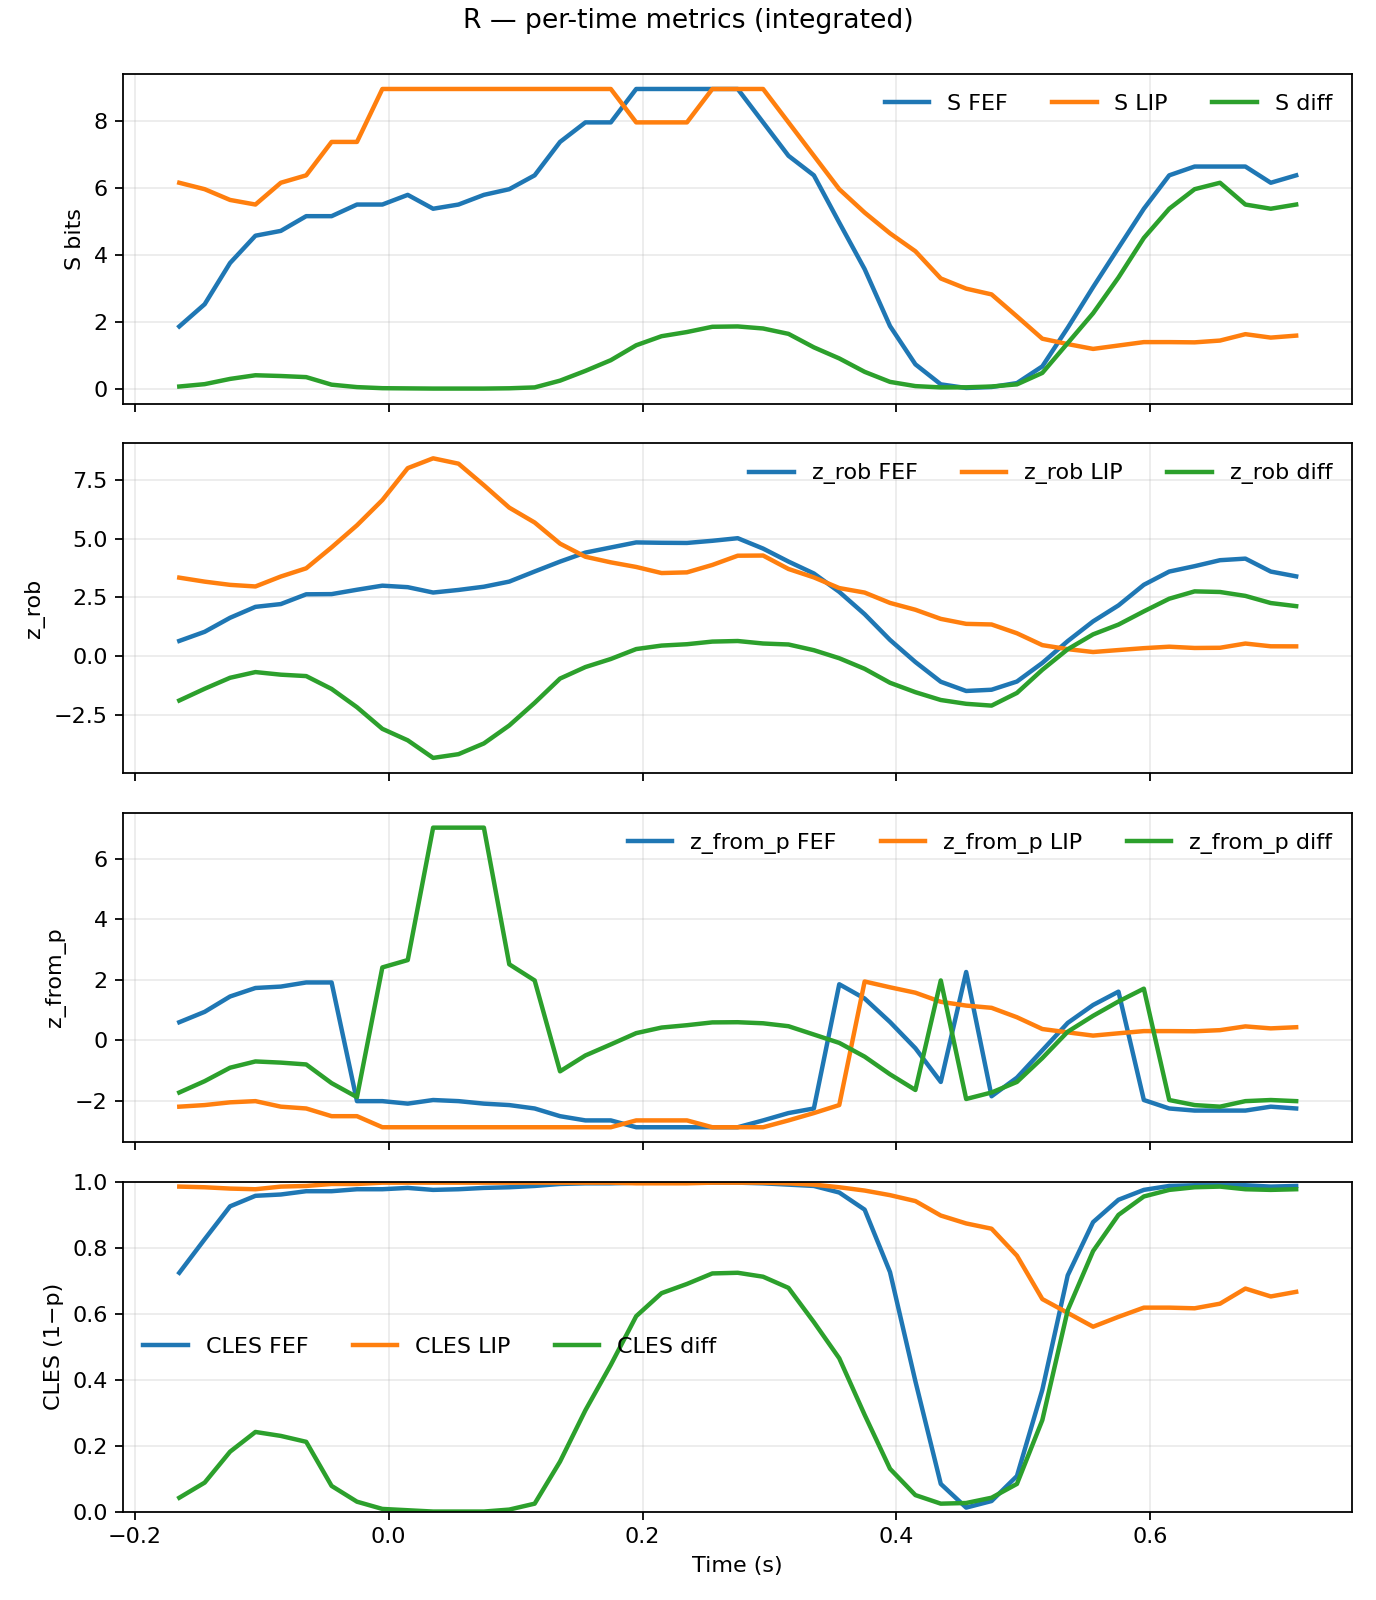 R — per-time metrics (integrated)
S FEF S LIP S diff
8
6
4
2
0
S bits
z_rob FEF z_rob LIP z_rob diff
7.5
5.0
2.5
0.0
−2.5
z_rob
z_from_p FEF z_from_p LIP z_from_p diff
6
4
2
0
−2
z_from_p
1.0
0.8
0.6
CLES FEF CLES LIP CLES diff
0.4
0.2
0.0
CLES (1−p)
−0.2 0.0 0.2 0.4 0.6
Time (s)